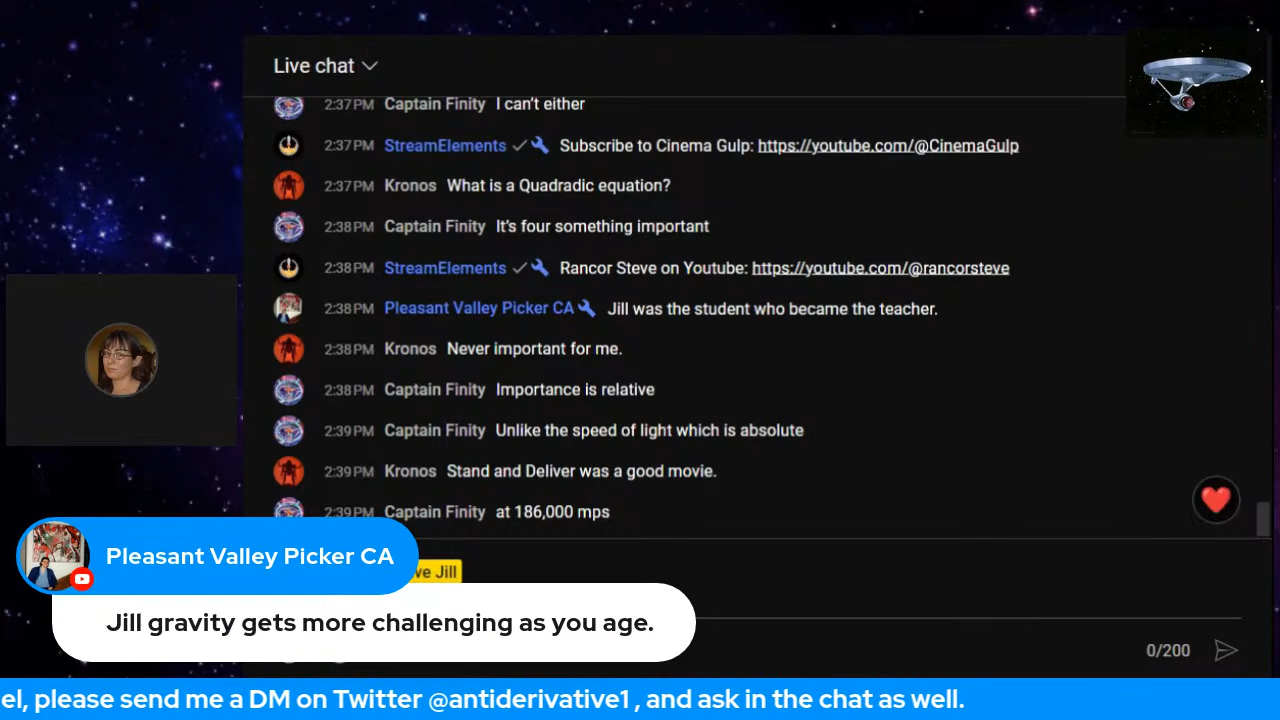 Live chat
2:37 PM Captain Finity I can't either
2:37 PM StreamElements Subscribe to Cinema Gulp: https://youtube.com/@CinemaGulp
2:37 PM Kronos What is a Quadradic equation?
2:38 PM Captain Finity It's four something important
2:38 PM StreamElements Rancor Steve on Youtube: https://youtube.com/@rancorsteve
2:38 PM Pleasant Valley Picker CA Jill was the student who became the teacher.
2:38 PM Kronos Never important for me.
2:38 PM Captain Finity Importance is relative
2:39 PM Captain Finity Unlike the speed of light which is absolute
2:39 PM Kronos Stand and Deliver was a good movie.
2:39 PM Captain Finity at 186,000 mps
Pleasant Valley Picker CA
ve Jill
Jill gravity gets more challenging as you age.
0/200
el, please send me a DM on Twitter @antiderivative1 , and ask in the chat as well.